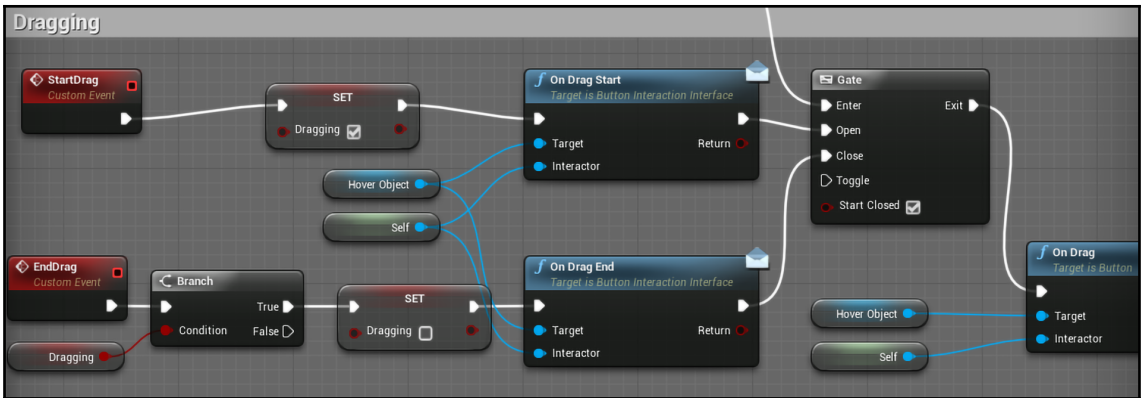 Dragging
StartDrag
Custom Event
SET
Dragging
On Drag Start
Target is Button Interaction Interface
Target
Return
Interactor
Hover Object
Self
Gate
Enter
Exit
Open
Close
Toggle
Start Closed
EndDrag
Custom Event
Branch
True
Condition
False
Dragging
SET
Dragging
On Drag End
Target is Button Interaction Interface
Target
Return
Interactor
Hover Object
Self
On Drag
Target is Button
Target
Interactor